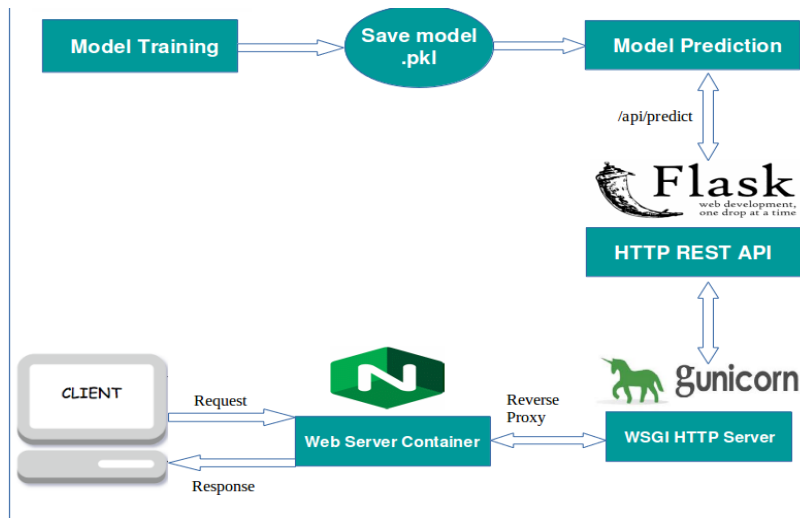 Model Training
Save model
.pkl
Model Prediction
/api/predict
Flask
web development,
one drop at a time
HTTP REST API
gunicorn
CLIENT
Request
N
Reverse
Proxy
Web Server Container
WSGI HTTP Server
Response